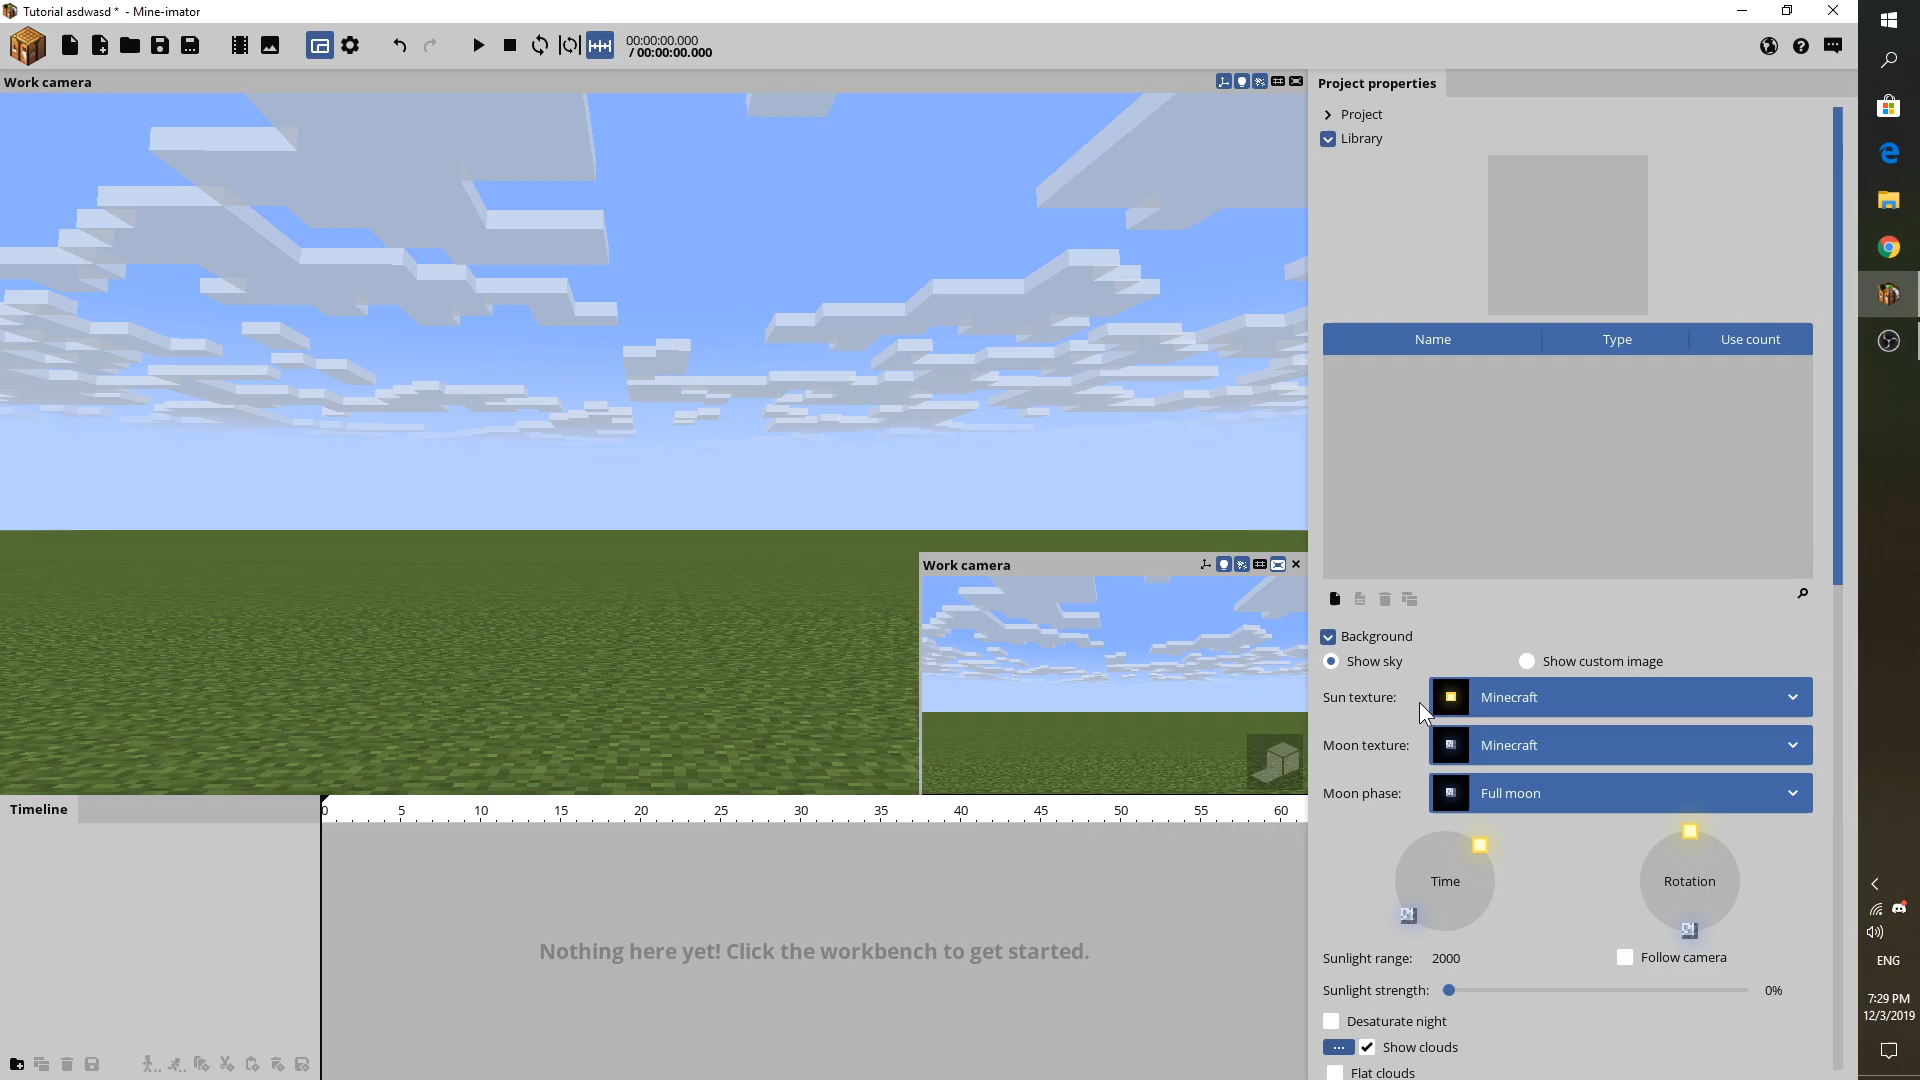 Tutorial asdwasd * - Mine-imator
00:00:00.000
/ 00:00:00.000
Work camera
Project properties
Project
Library
Name Type Use count
Work camera
Background
Show sky Show custom image
Sun texture: Minecraft
Moon texture: Minecraft
Moon phase: Full moon
Timeline
0 5 10 15 20 25 30 35 40 45 50 55 60
Time Rotation
Nothing here yet! Click the workbench to get started.
Sunlight range: 2000 Follow camera
Sunlight strength: 0%
Desaturate night
... Show clouds
Flat clouds
ENG
7:29 PM
12/3/2019